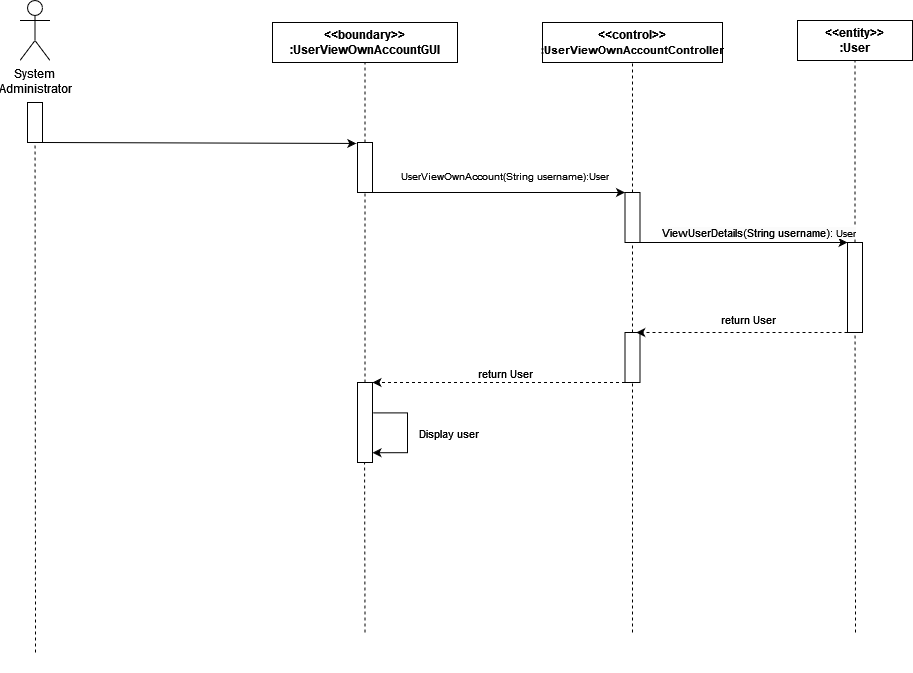 System
Administrator
<<boundary>>
:UserViewOwnAccountGUI
<<control>>
:UserViewOwnAccountController
<<entity>>
:User
UserViewOwnAccount(String username):User
ViewUserDetails(String username): User
return User
return User
Display user